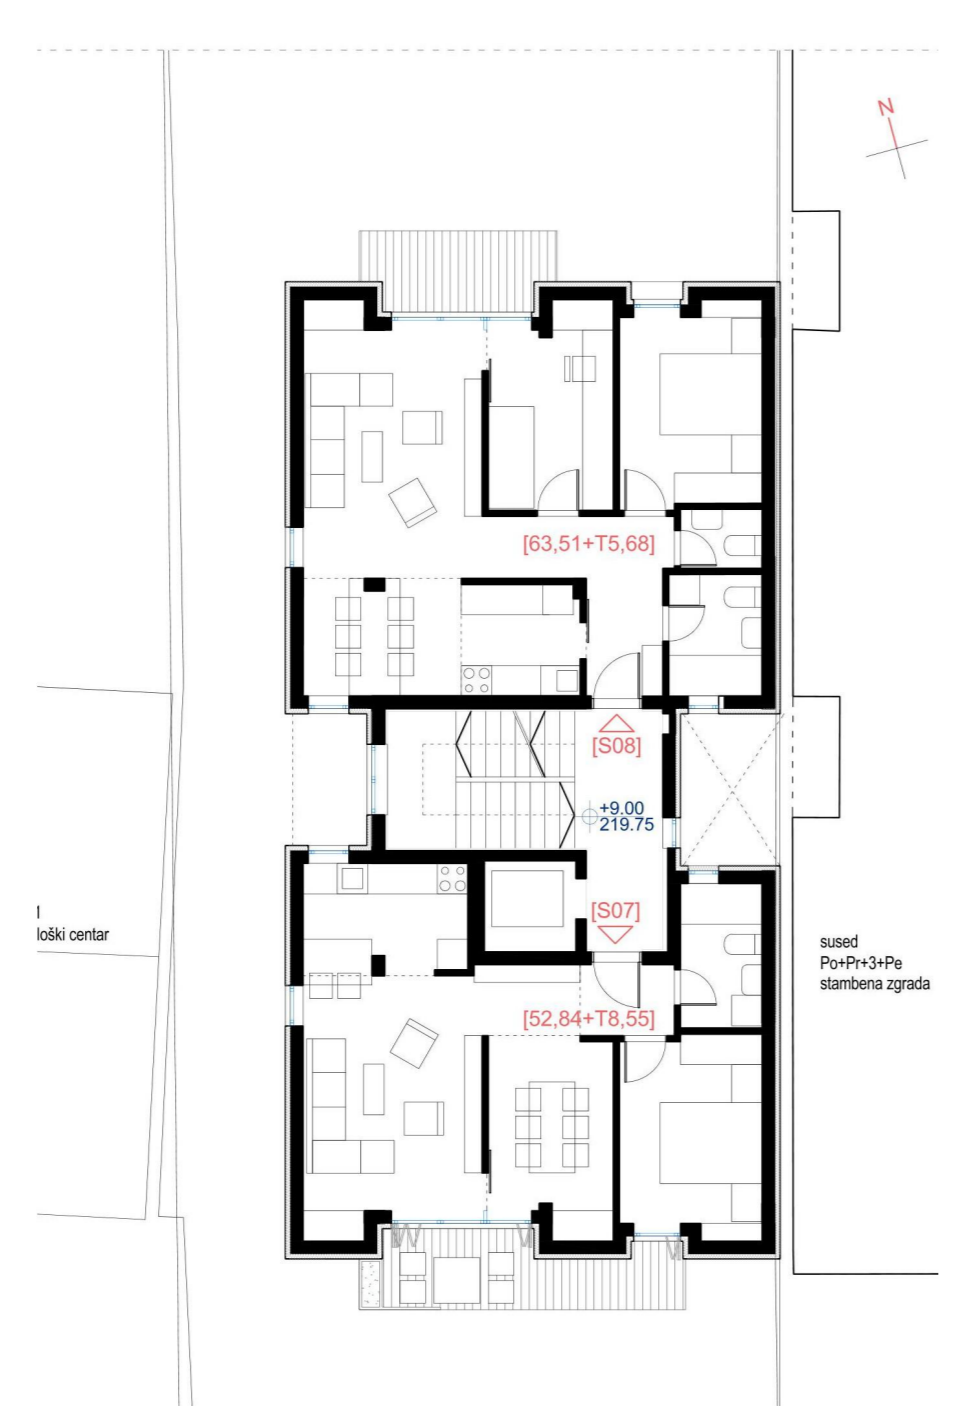 N
[63,51+T5,68]
[S08]
+9.00
219.75
[S07]
loški centar
sused
Po+Pr+3+Pe
stambena zgrada
[52,84+T8,55]